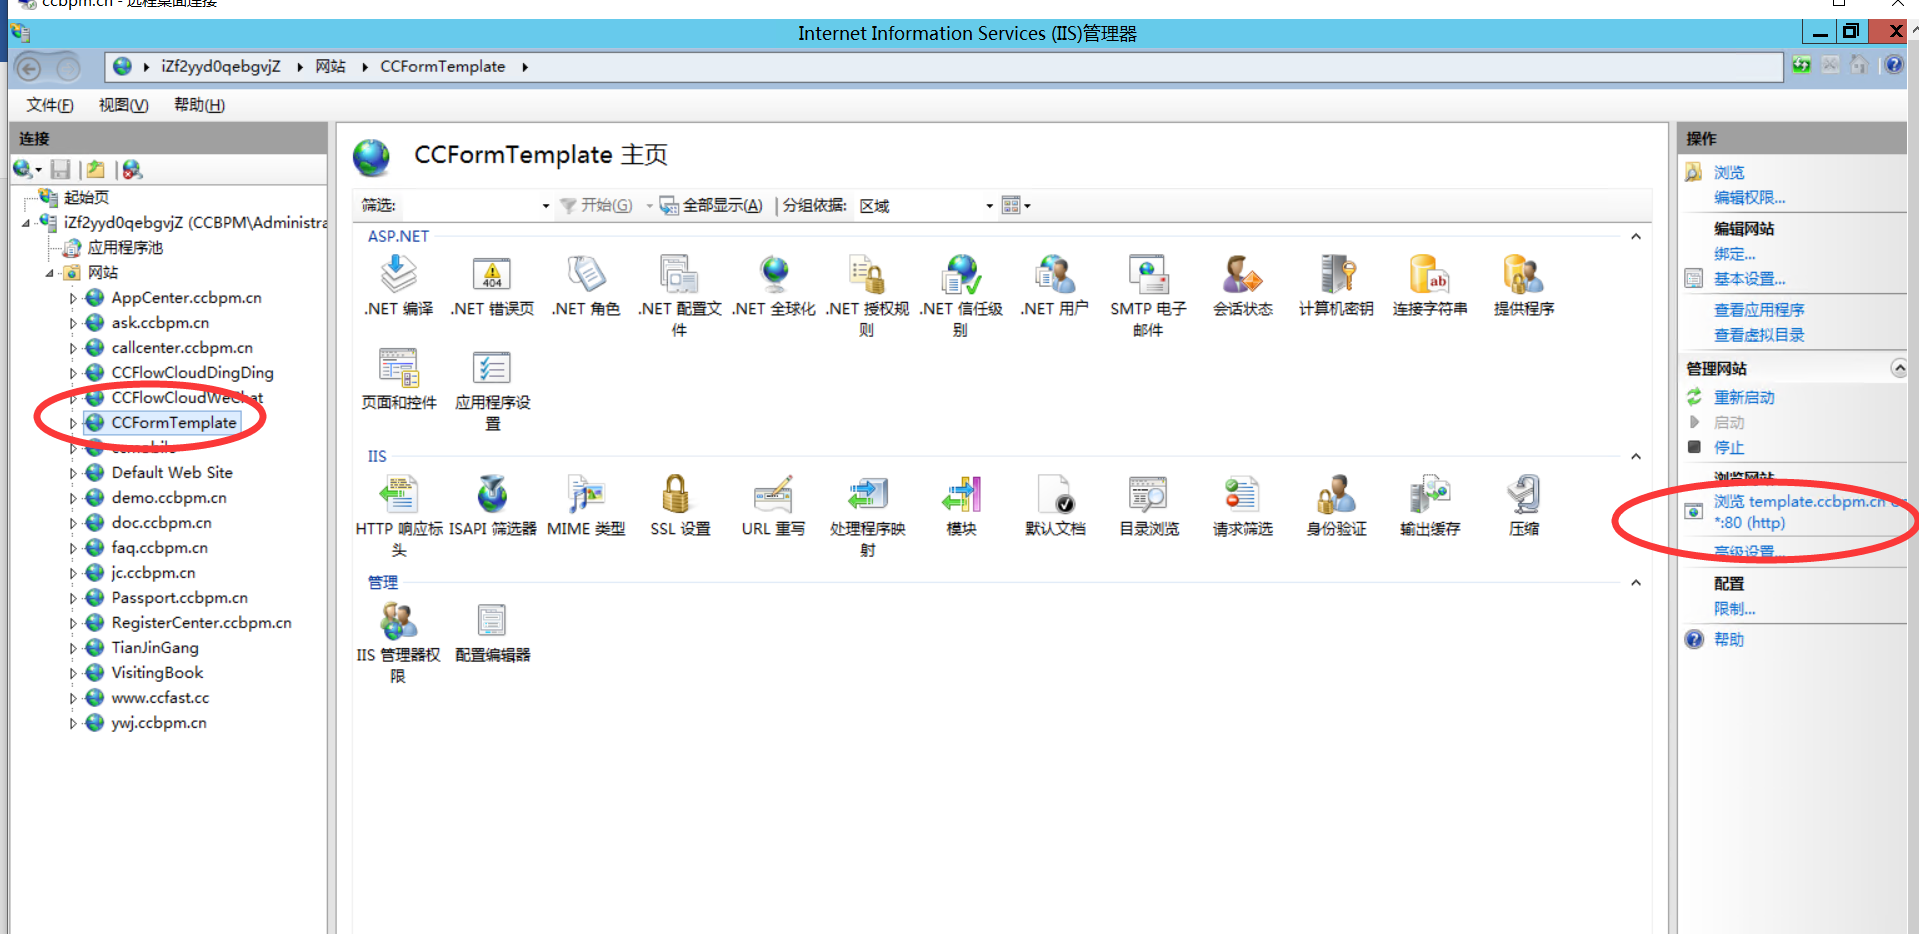 ccbpm.cn - 远程桌面连接
Internet Information Services (IIS)管理器
iZf2yyd0qebgvjZ 网站 CCFormTemplate
文件(F) 视图(V) 帮助(H)
连接
起始页
iZf2yyd0qebgvjZ (CCBPM\Administra
应用程序池
网站
AppCenter.ccbpm.cn
ask.ccbpm.cn
callcenter.ccbpm.cn
CCFlowCloudDingDing
CCFlowCloudWeChat
CCFormTemplate
Default Web Site
demo.ccbpm.cn
doc.ccbpm.cn
faq.ccbpm.cn
jc.ccbpm.cn
Passport.ccbpm.cn
RegisterCenter.ccbpm.cn
TianJinGang
VisitingBook
www.ccfast.cc
ywj.ccbpm.cn
CCFormTemplate 主页
筛选: 开始(G) 全部显示(A) 分组依据: 区域
ASP.NET
.NET 编译
.NET 错误页
404
.NET 角色
.NET 配置文
件
.NET 全球化
.NET 授权规
则
.NET 信任级
别
.NET 用户
SMTP 电子
邮件
会话状态
计算机密钥
连接字符串
ab
提供程序
页面和控件
应用程序设
置
IIS
HTTP 响应标
头
ISAPI 筛选器
MIME 类型
SSL 设置
URL 重写
处理程序映
射
模块
默认文档
目录浏览
请求筛选
身份验证
输出缓存
压缩
管理
IIS 管理器权
限
配置编辑器
操作
浏览
编辑权限...
编辑网站
绑定...
基本设置...
查看应用程序
查看虚拟目录
管理网站
重新启动
启动
停止
浏览网站
浏览 template.ccbpm.cn
*:80 (http)
高级设置...
配置
限制...
帮助